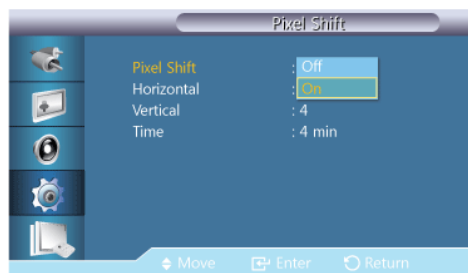 Pixel Shift
Pixel Shift : Off
Horizontal : On
Vertical : 4
Time : 4 min
Move Enter Return